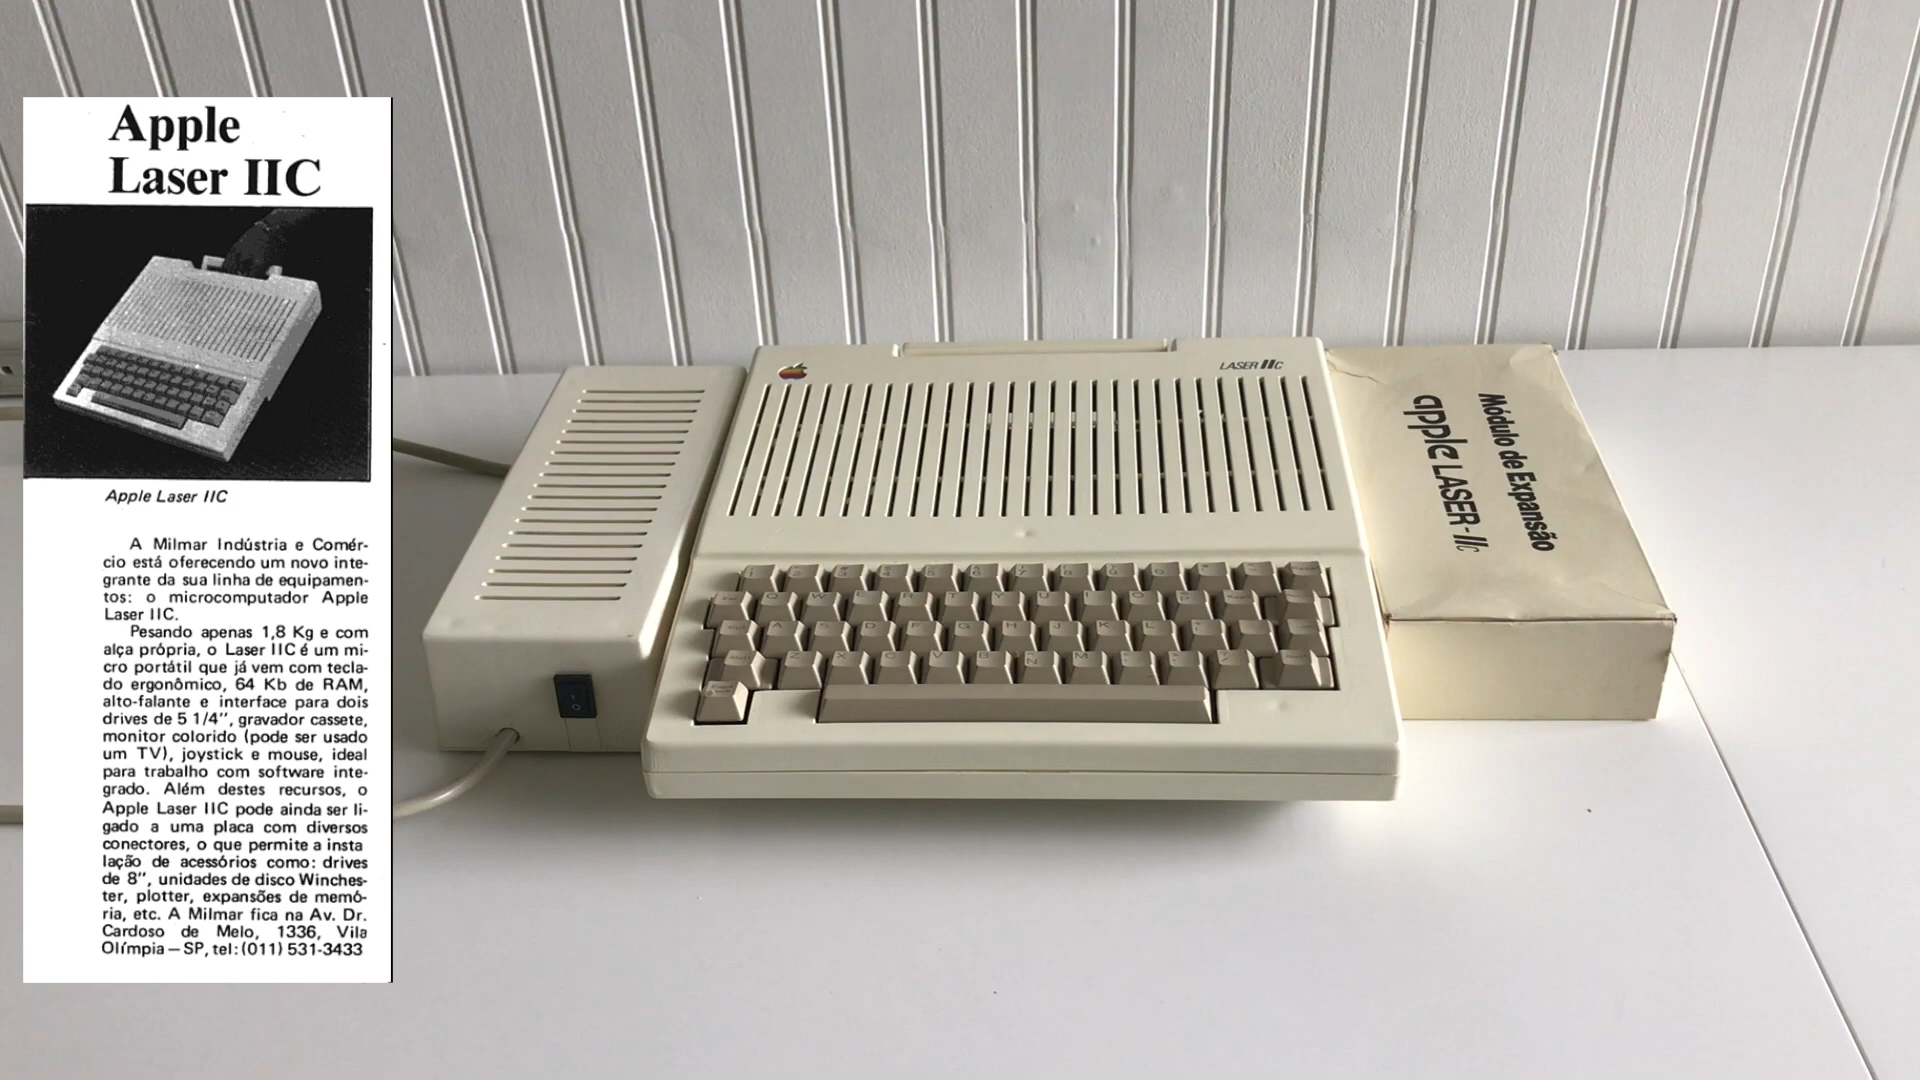 Apple
Laser IIC
Apple Laser IIC
A Milmar Indústria e Comér-
cio está oferecendo um novo inte-
grante da sua linha de equipamen-
tos: o microcomputador Apple
Laser IIC.
Pesando apenas 1,8 Kg e com
alça própria, o Laser IIC é um mi-
cro portátil que já vem com tecla-
do ergonômico, 64 Kb de RAM,
alto-falante e interface para dois
drives de 5 1/4", gravador cassete,
monitor colorido (pode ser usado
um TV), joystick e mouse, ideal
para trabalho com software inte-
grado. Além destes recursos, o
Apple Laser IIC pode ainda ser li-
gado a uma placa com diversos
conectores, o que permite a insta
lação de acessórios como: drives
de 8", unidades de disco Winches-
ter, plotter, expansões de memó-
ria, etc. A Milmar fica na Av. Dr.
Cardoso de Melo, 1336, Vila
Olímpia — SP, tel: (011) 531-3433
LASER IIC
Q W E R T Y U I O P
A S D F G H J K L
Z X C V B N M
Módulo de Expansão
apple LASER-IIc